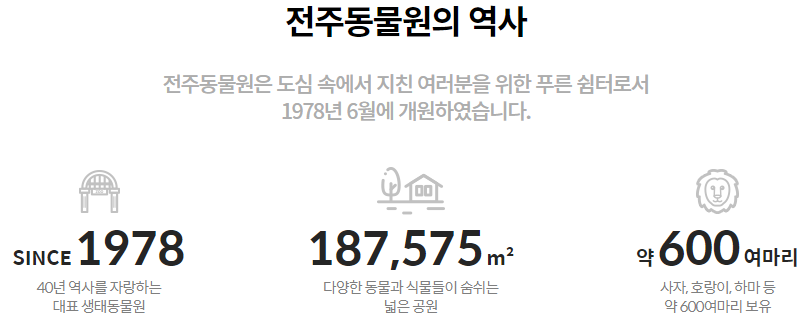 전주동물원의 역사
전주동물원은 도심 속에서 지친 여러분을 위한 푸른 쉼터로서
1978년 6월에 개원하였습니다.
SINCE 1978
40년 역사를 자랑하는
대표 생태동물원
187,575 m²
다양한 동물과 식물들이 숨쉬는
넓은 공원
약 600 여마리
사자, 호랑이, 하마 등
약 600여마리 보유